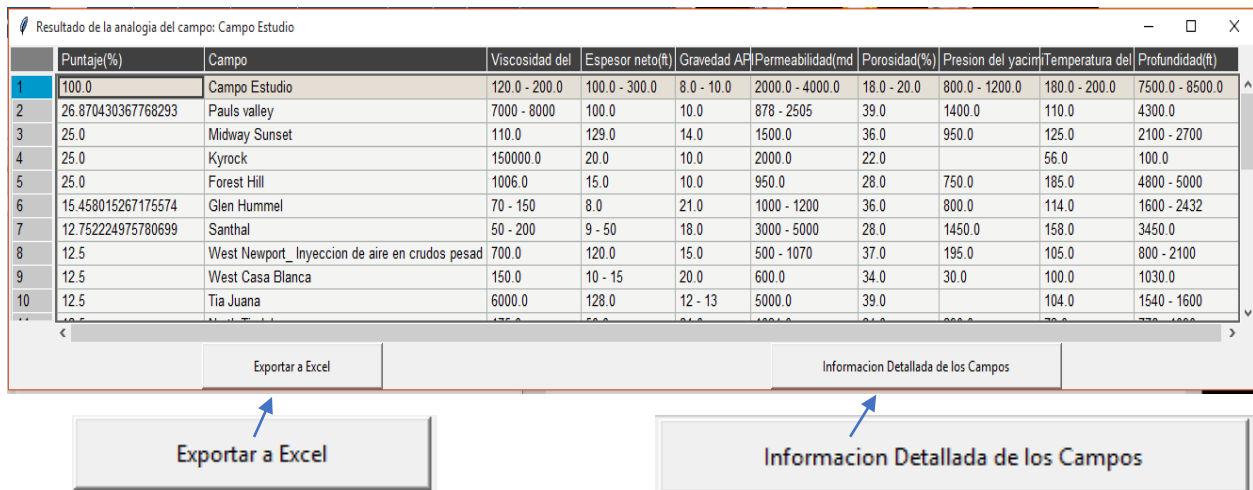 Resultado de la analogia del campo: Campo Estudio
Puntaje(%) Campo Viscosidad del Espesor neto(ft) Gravedad AP Permeabilidad(md Porosidad(%) Presion del yacim Temperatura del Profundidad(ft)
1 100.0 Campo Estudio 120.0 - 200.0 100.0 - 300.0 8.0 - 10.0 2000.0 - 4000.0 18.0 - 20.0 800.0 - 1200.0 180.0 - 200.0 7500.0 - 8500.0
2 26.870430367768293 Pauls valley 7000 - 8000 100.0 10.0 878 - 2505 39.0 1400.0 110.0 4300.0
3 25.0 Midway Sunset 110.0 129.0 14.0 1500.0 36.0 950.0 125.0 2100 - 2700
4 25.0 Kyrock 150000.0 20.0 10.0 2000.0 22.0 56.0 100.0
5 25.0 Forest Hill 1006.0 15.0 10.0 950.0 28.0 750.0 185.0 4800 - 5000
6 15.458015267175574 Glen Hummel 70 - 150 8.0 21.0 1000 - 1200 36.0 800.0 114.0 1600 - 2432
7 12.752224975780699 Santhal 50 - 200 9 - 50 18.0 3000 - 5000 28.0 1450.0 158.0 3450.0
8 12.5 West Newport_ Inyeccion de aire en crudos pesad 700.0 120.0 15.0 500 - 1070 37.0 195.0 105.0 800 - 2100
9 12.5 West Casa Blanca 150.0 10 - 15 20.0 600.0 34.0 30.0 100.0 1030.0
10 12.5 Tia Juana 6000.0 128.0 12 - 13 5000.0 39.0 104.0 1540 - 1600
Exportar a Excel Informacion Detallada de los Campos
Exportar a Excel Informacion Detallada de los Campos